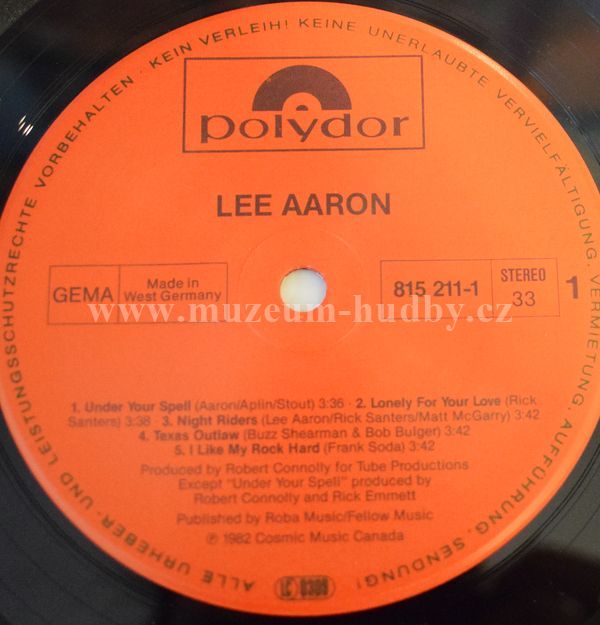 ALLE URHEBER- UND LEISTUNGSSCHUTZRECHTE VORBEHALTEN · KEIN VERLEIH! KEINE UNERLAUBTE VERVIELFÄLTIGUNG, VERMIETUNG, AUFFÜHRUNG, SENDUNG!
polydor
LEE AARON
GEMA
Made in
West Germany
815 211-1
STEREO
33
1
www.muzeum-hudby.cz
1. Under Your Spell (Aaron/Aplin/Stout) 3:36 · 2. Lonely For Your Love (Rick
Santers) 3:38 · 3. Night Riders (Lee Aaron/Rick Santers/Matt McGarry) 3:42
4. Texas Outlaw (Buzz Shearman & Bob Bulger) 3:42
5. I Like My Rock Hard (Frank Soda) 3:42
Produced by Robert Connolly for Tube Productions
Except "Under Your Spell" produced by
Robert Connolly and Rick Emmett
Published by Roba Music/Fellow Music
℗ 1982 Cosmic Music Canada
LC 0309